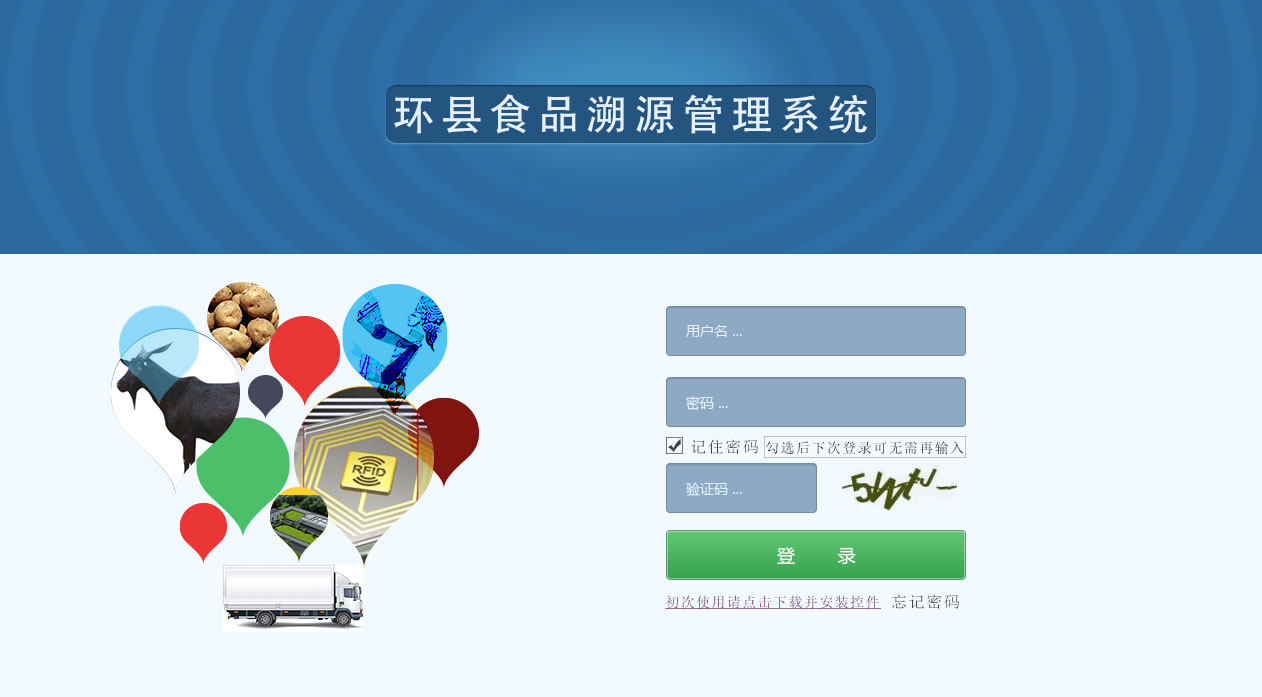 环县食品溯源管理系统
用户名 ...
密码 ...
记住密码 勾选后下次登录可无需再输入
验证码 ...
RFID
登 录
初次使用请点击下载并安装控件 忘记密码